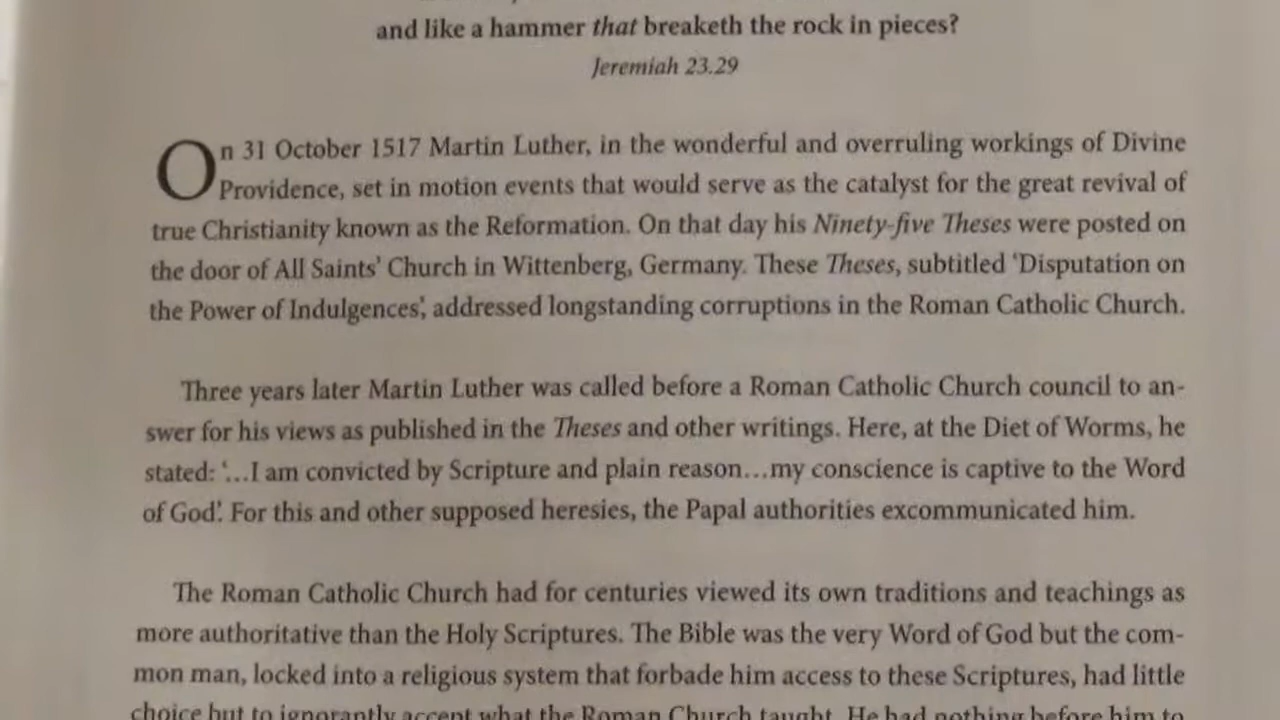 and like a hammer that breaketh the rock in pieces?
Jeremiah 23.29
On 31 October 1517 Martin Luther, in the wonderful and overruling workings of Divine
Providence, set in motion events that would serve as the catalyst for the great revival of
true Christianity known as the Reformation. On that day his Ninety-five Theses were posted on
the door of All Saints’ Church in Wittenberg, Germany. These Theses, subtitled ‘Disputation on
the Power of Indulgences’, addressed longstanding corruptions in the Roman Catholic Church.
Three years later Martin Luther was called before a Roman Catholic Church council to an-
swer for his views as published in the Theses and other writings. Here, at the Diet of Worms, he
stated: ‘…I am convicted by Scripture and plain reason…my conscience is captive to the Word
of God’. For this and other supposed heresies, the Papal authorities excommunicated him.
The Roman Catholic Church had for centuries viewed its own traditions and teachings as
more authoritative than the Holy Scriptures. The Bible was the very Word of God but the com-
mon man, locked into a religious system that forbade him access to these Scriptures, had little
choice but to ignorantly accept what the Roman Church taught. He had nothing before him to